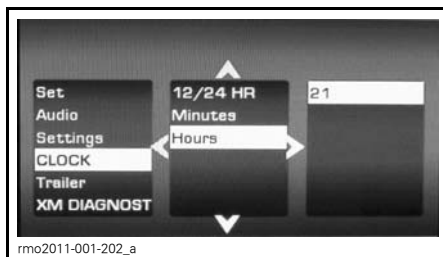 Set
Audio
Settings
CLOCK
Trailer
XM DIAGNOST
12/24 HR
Minutes
Hours
21
rmo2011-001-202_a